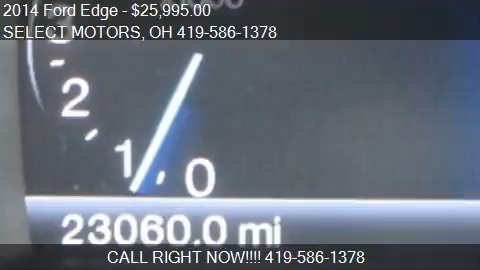 2014 Ford Edge - $25,995.00
SELECT MOTORS, OH 419-586-1378
2
1
0
23060.0 mi
CALL RIGHT NOW!!!! 419-586-1378